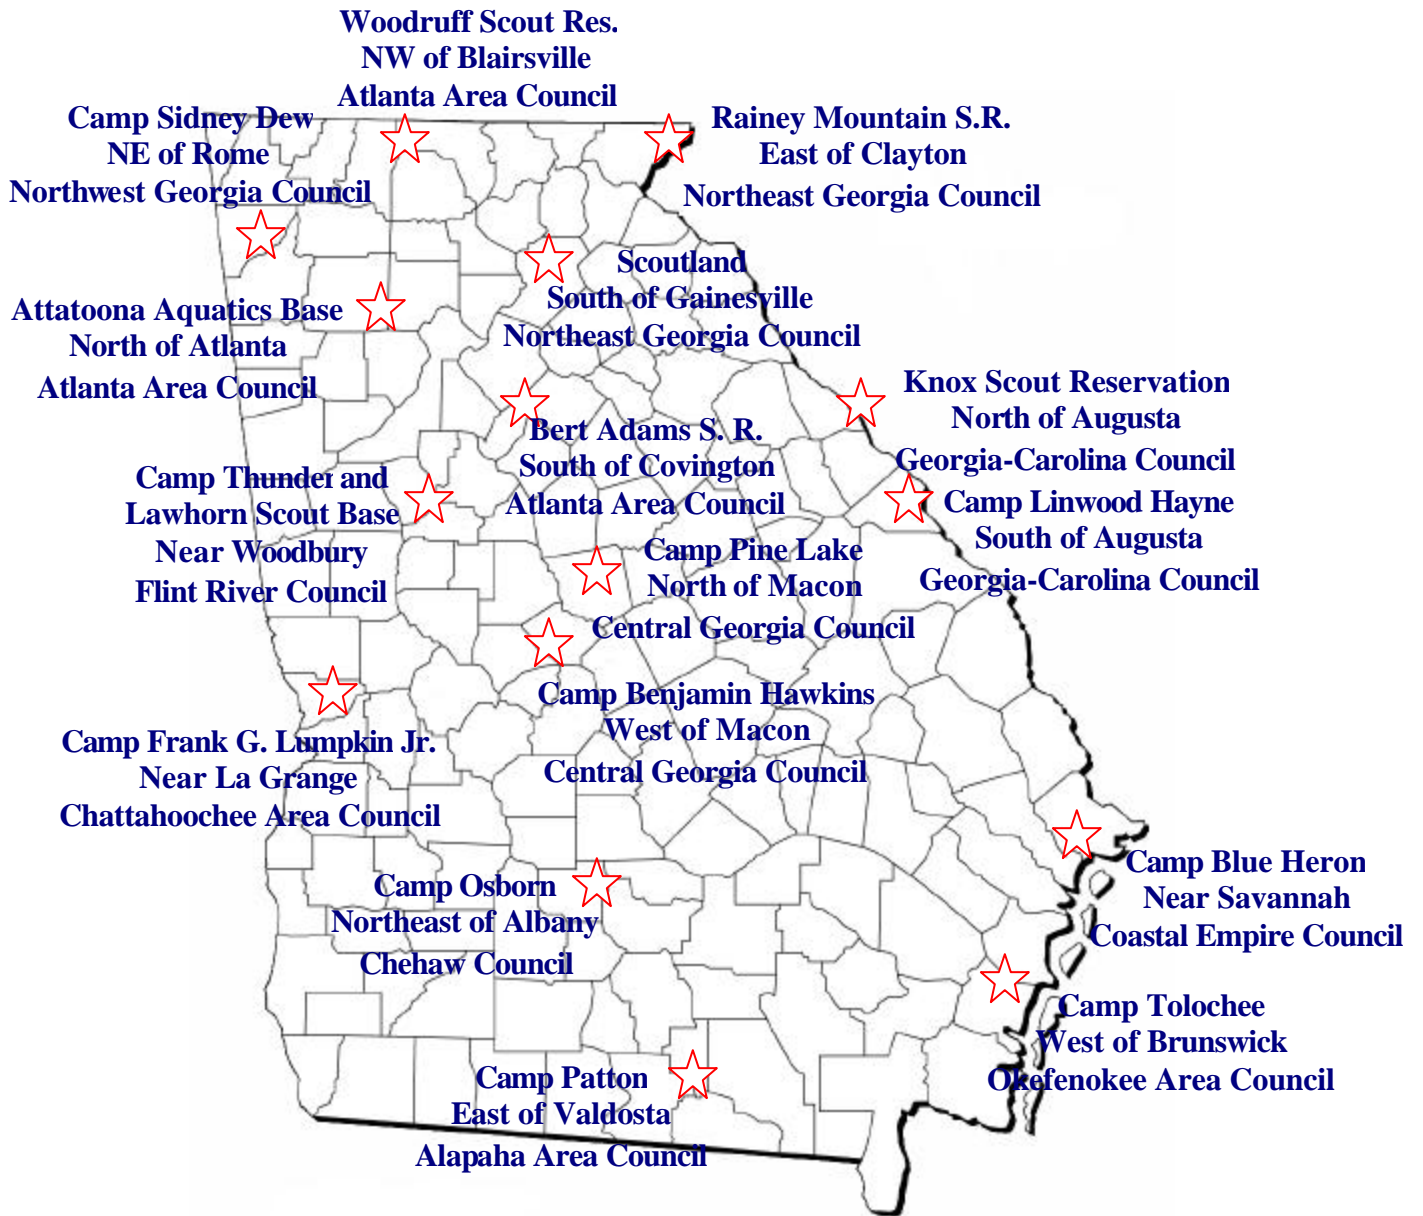 Woodruff Scout Res.
NW of Blairsville
Atlanta Area Council
Camp Sidney Dew
NE of Rome
Northwest Georgia Council
Rainey Mountain S.R.
East of Clayton
Northeast Georgia Council
Scoutland
South of Gainesville
Northeast Georgia Council
Attatoona Aquatics Base
North of Atlanta
Atlanta Area Council
Knox Scout Reservation
North of Augusta
Georgia-Carolina Council
Bert Adams S. R.
South of Covington
Atlanta Area Council
Camp Thunder and
Lawhorn Scout Base
Near Woodbury
Flint River Council
Camp Linwood Hayne
South of Augusta
Georgia-Carolina Council
Camp Pine Lake
North of Macon
Central Georgia Council
Camp Benjamin Hawkins
West of Macon
Central Georgia Council
Camp Frank G. Lumpkin Jr.
Near La Grange
Chattahoochee Area Council
Camp Blue Heron
Near Savannah
Coastal Empire Council
Camp Osborn
Northeast of Albany
Chehaw Council
Camp Tolochee
West of Brunswick
Okefenokee Area Council
Camp Patton
East of Valdosta
Alapaha Area Council